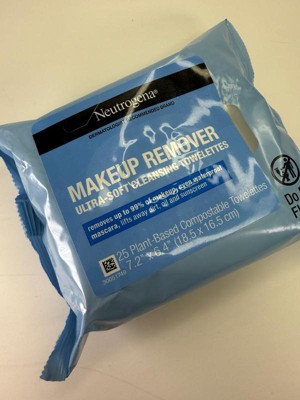 Neutrogena®
DERMATOLOGIST RECOMMENDED BRAND
MAKEUP REMOVER
ULTRA-SOFT CLEANSING TOWELETTES
removes up to 99% of makeup, even waterproof
mascara, lifts away dirt, oil and sunscreen
25 Plant-Based Compostable Towelettes
7.2" x 6.4" (18.5 x 16.5 cm)
Do